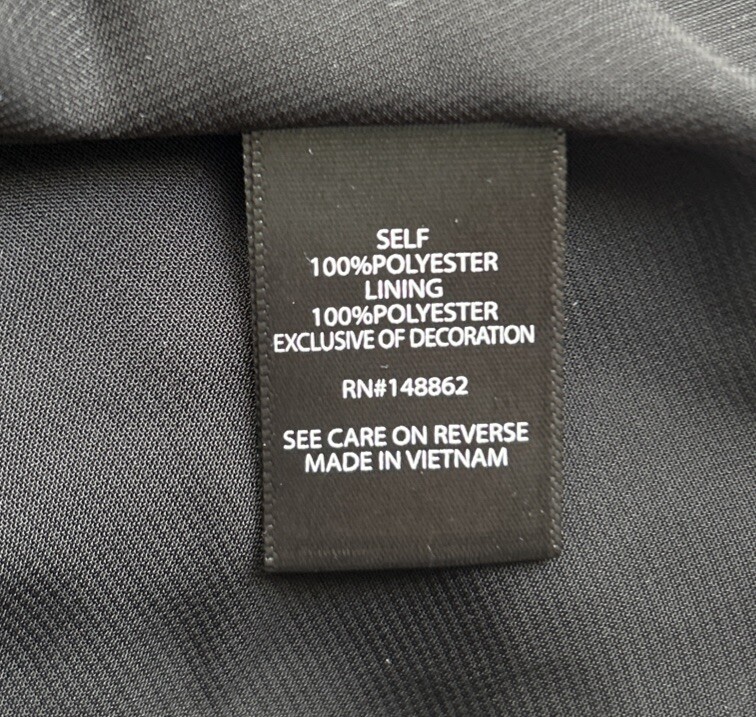 SELF
100%POLYESTER
LINING
100%POLYESTER
EXCLUSIVE OF DECORATION
RN#148862
SEE CARE ON REVERSE
MADE IN VIETNAM